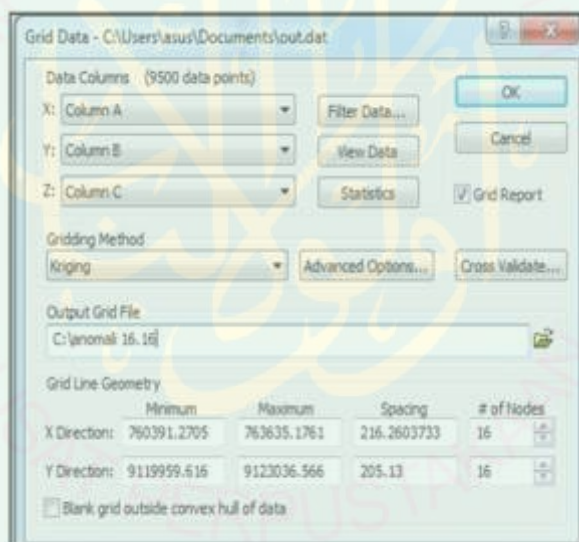 Grid Data - C:\Users\asus\Documents\out.dat
Data Columns (9500 data points)
X: Column A
Filter Data...
OK
Y: Column B
View Data
Cancel
Z: Column C
Statistics
Grid Report
Gridding Method
Kriging
Advanced Options...
Cross Validate...
Output Grid File
C:\anomali 16.16
Grid Line Geometry
Minimum Maximum Spacing # of Nodes
X Direction: 760391.2705 763635.1761 216.2603733 16
Y Direction: 9119959.616 9123036.566 205.13 16
Blank grid outside convex hull of data